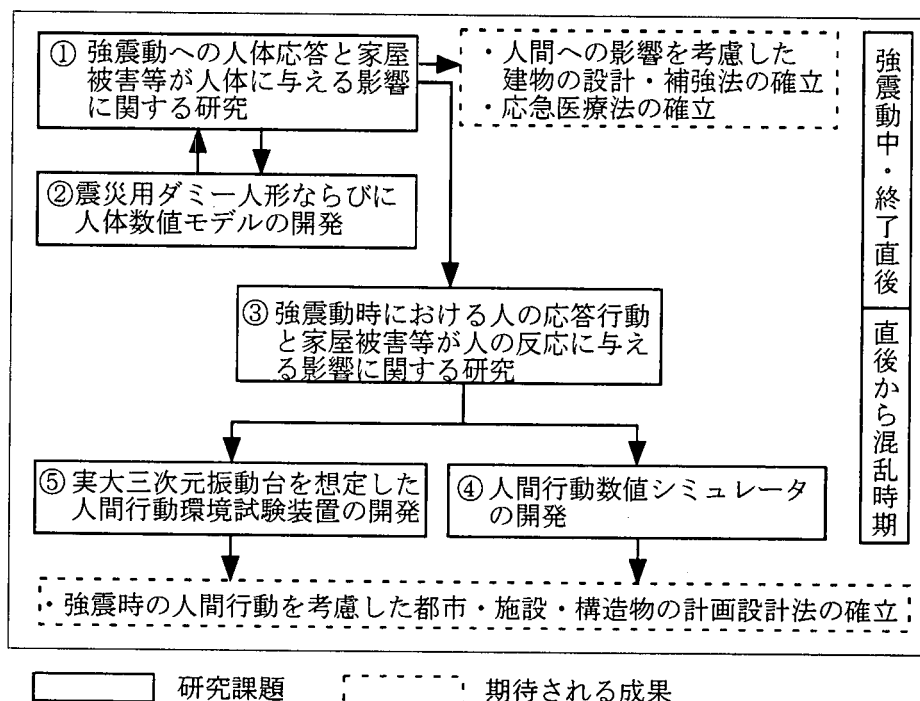 ① 強震動への人体応答と家屋
被害等が人体に与える影響
に関する研究
・人間への影響を考慮した
建物の設計・補強法の確立
・応急医療法の確立
強震動中・終了直後
②震災用ダミー人形ならびに
人体数値モデルの開発
③ 強震動時における人の応答行動
と家屋被害等が人の反応に与え
る影響に関する研究
直後から混乱時期
⑤ 実大三次元振動台を想定した
人間行動環境試験装置の開発
④ 人間行動数値シミュレータ
の開発
・強震時の人間行動を考慮した都市・施設・構造物の計画設計法の確立
研究課題
期待される成果